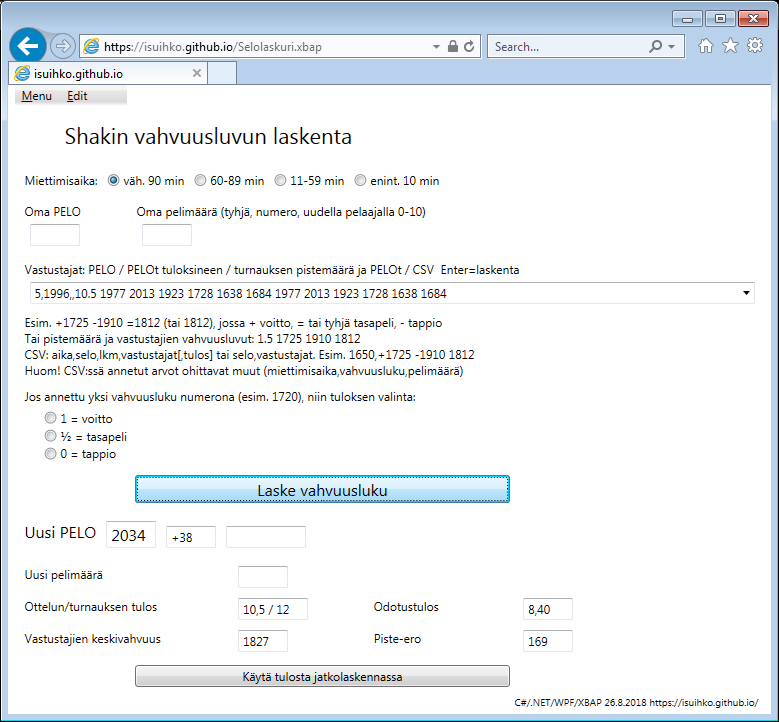 https://isuihko.github.io/Selolaskuri.xbap
Search...
isuihko.github.io
Menu Edit
Shakin vahvuusluvun laskenta
Miettimisaika: väh. 90 min 60-89 min 11-59 min enint. 10 min
Oma PELO Oma pelimäärä (tyhjä, numero, uudella pelaajalla 0-10)
Vastustajat: PELO / PELOt tuloksineen / turnauksen pistemäärä ja PELOt / CSV Enter=laskenta
5,1996,,10.5 1977 2013 1923 1728 1638 1684 1977 2013 1923 1728 1638 1684
Esim. +1725 -1910 =1812 (tai 1812), jossa + voitto, = tai tyhjä tasapeli, - tappio
Tai pistemäärä ja vastustajien vahvuusluvut: 1.5 1725 1910 1812
CSV: aika,selo,lkm,vastustajat[,tulos] tai selo,vastustajat. Esim. 1650,+1725 -1910 1812
Huom! CSV:ssä annetut arvot ohittavat muut (miettimisaika,vahvuusluku,pelimäärä)
Jos annettu yksi vahvuusluku numerona (esim. 1720), niin tuloksen valinta:
1 = voitto
½ = tasapeli
0 = tappio
Laske vahvuusluku
Uusi PELO 2034 +38
Uusi pelimäärä
Ottelun/turnauksen tulos 10,5 / 12 Odotustulos 8,40
Vastustajien keskivahvuus 1827 Piste-ero 169
Käytä tulosta jatkolaskennassa
C#/.NET/WPF/XBAP 26.8.2018 https://isuihko.github.io/